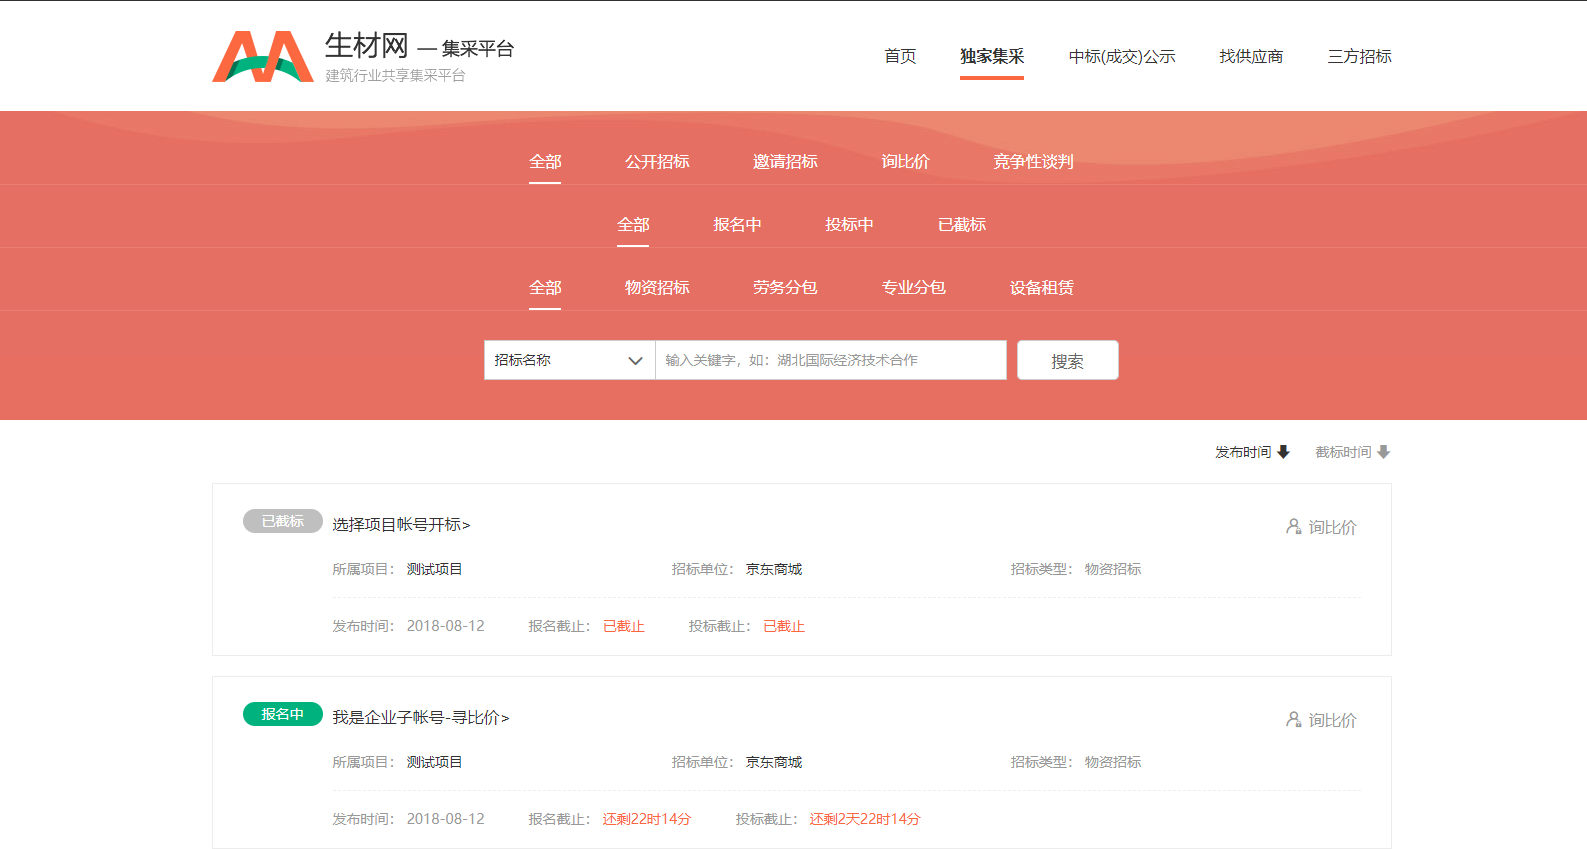 生材网 — 集采平台
建筑行业共享集采平台
首页 独家集采 中标(成交)公示 找供应商 三方招标
全部 公开招标 邀请招标 询比价 竞争性谈判
全部 报名中 投标中 已截标
全部 物资招标 劳务分包 专业分包 设备租赁
招标名称 输入关键字，如：湖北国际经济技术合作 搜索
发布时间 截标时间
已截标 选择项目帐号开标> 询比价
所属项目： 测试项目 招标单位： 京东商城 招标类型： 物资招标
发布时间： 2018-08-12 报名截止： 已截止 投标截止： 已截止
报名中 我是企业子帐号-寻比价> 询比价
所属项目： 测试项目 招标单位： 京东商城 招标类型： 物资招标
发布时间： 2018-08-12 报名截止： 还剩22时14分 投标截止： 还剩2天22时14分